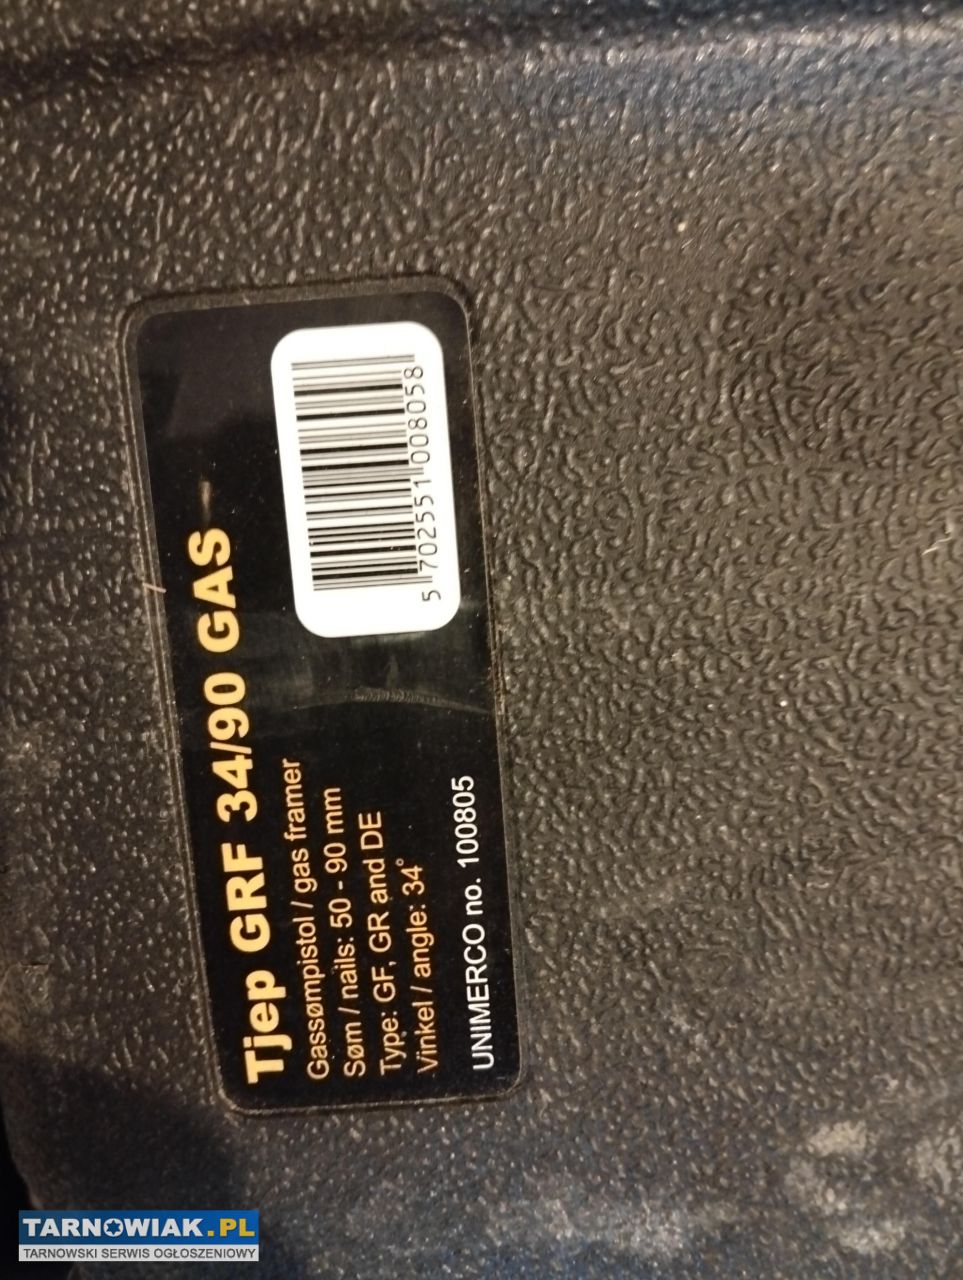 Tjep GRF 34/90 GAS
Gassømpistol / gas framer
Søm / nails: 50 - 90 mm
Type: GF, GR and DE
Vinkel / angle: 34°
UNIMERCO no. 100805
5 702551 008058
TARNOWIAK.PL
TARNOWSKI SERWIS OGŁOSZENIOWY